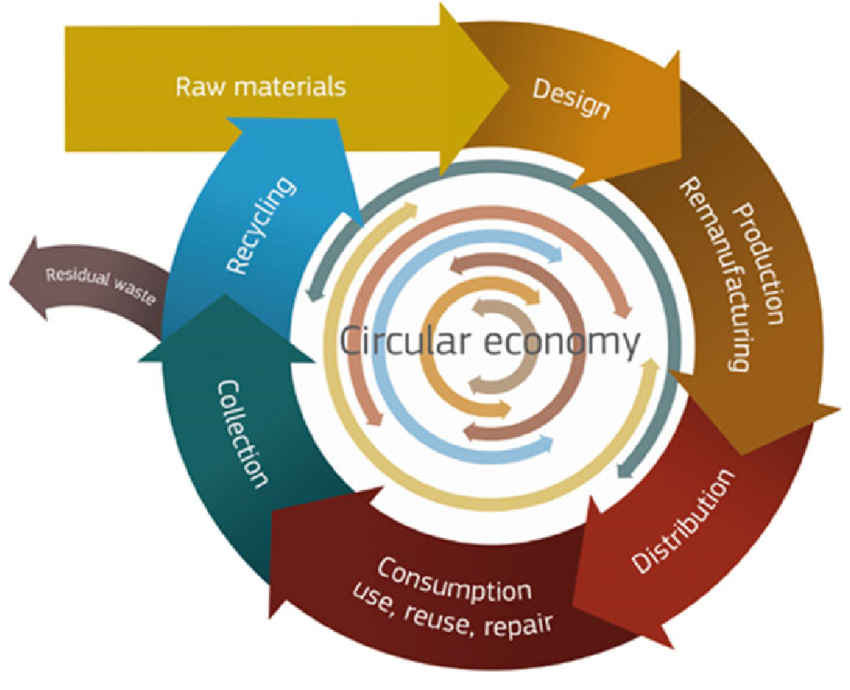 Raw materials
Design
Production
Remanufacturing
Distribution
Consumption
use, reuse, repair
Collection
Recycling
Residual waste
Circular economy